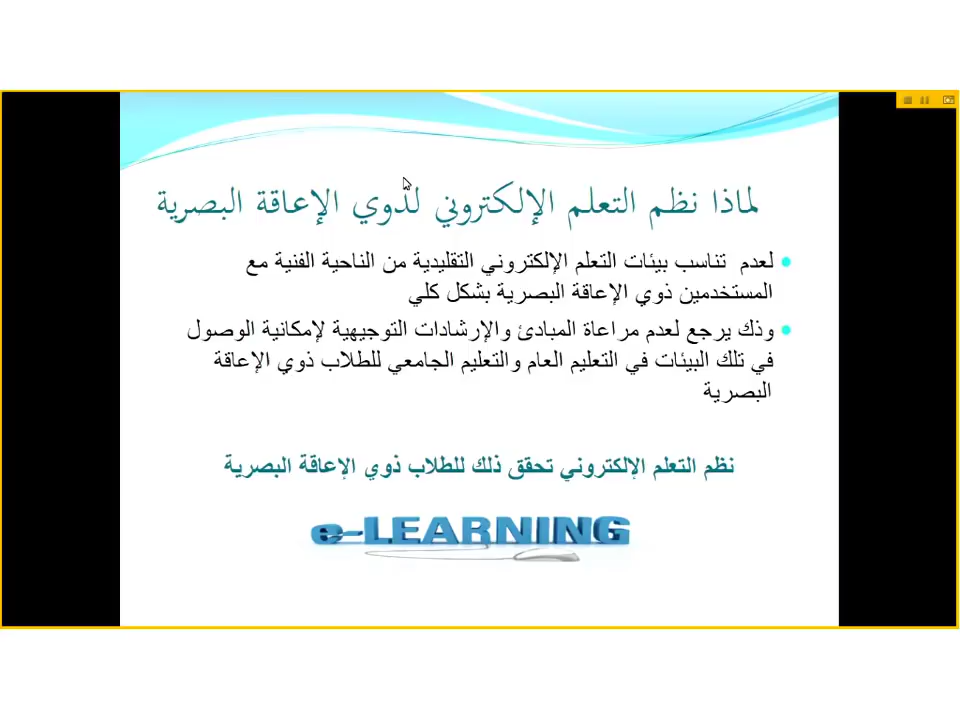 لماذا نظم التعلم الإلكتروني لذوي الإعاقة البصرية
لعدم تناسب بيئات التعلم الإلكتروني التقليدية من الناحية الفنية مع
المستخدمين ذوي الإعاقة البصرية بشكل كلي
وذك يرجع لعدم مراعاة المبادئ والإرشادات التوجيهية لإمكانية الوصول
في تلك البيئات في التعليم العام والتعليم الجامعي للطلاب ذوي الإعاقة
البصرية
نظم التعلم الإلكتروني تحقق ذلك للطلاب ذوي الإعاقة البصرية
e-LEARNING